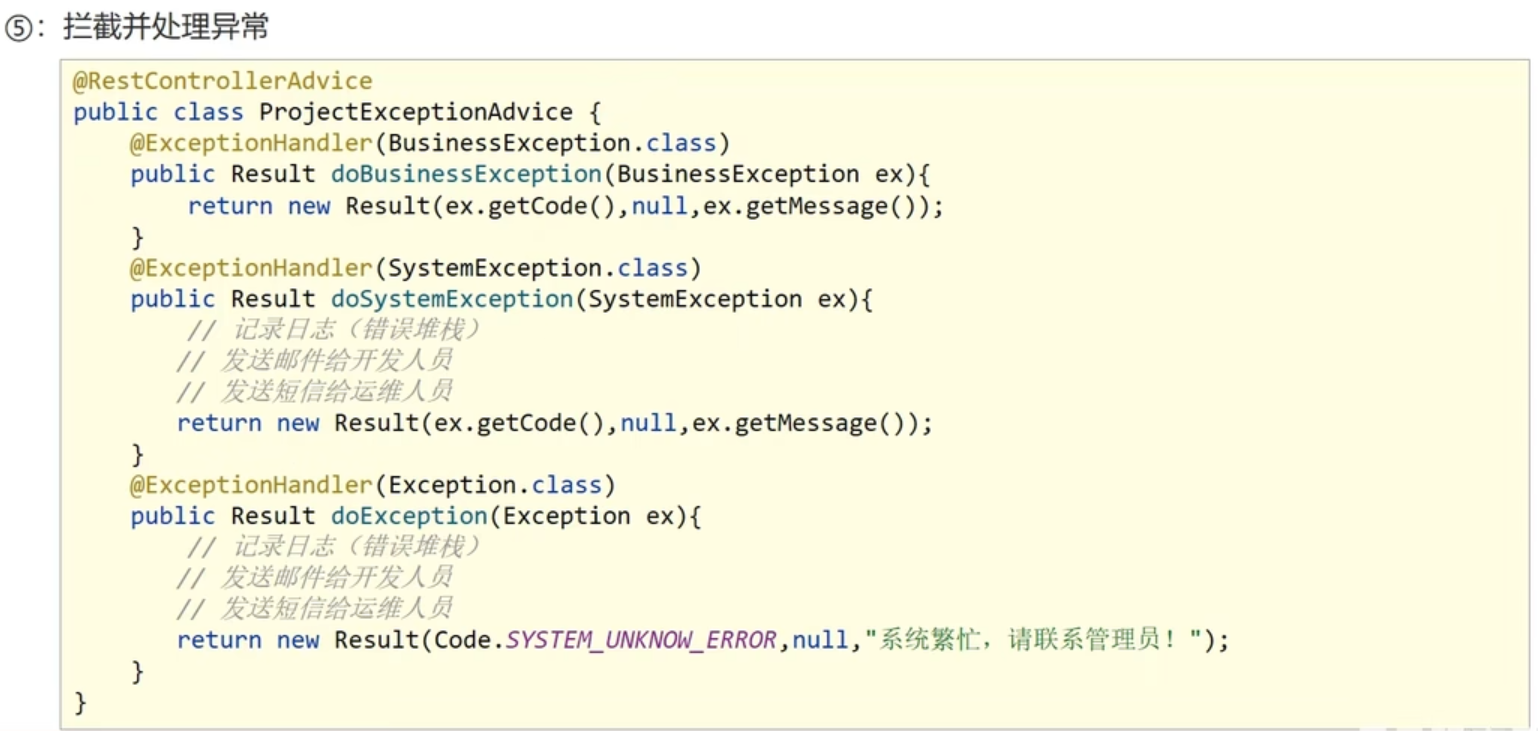 ⑤：拦截并处理异常
@RestControllerAdvice
public class ProjectExceptionAdvice {
    @ExceptionHandler(BusinessException.class)
    public Result doBusinessException(BusinessException ex){
        return new Result(ex.getCode(),null,ex.getMessage());
    }
    @ExceptionHandler(SystemException.class)
    public Result doSystemException(SystemException ex){
        // 记录日志（错误堆栈）
        // 发送邮件给开发人员
        // 发送短信给运维人员
        return new Result(ex.getCode(),null,ex.getMessage());
    }
    @ExceptionHandler(Exception.class)
    public Result doException(Exception ex){
        // 记录日志（错误堆栈）
        // 发送邮件给开发人员
        // 发送短信给运维人员
        return new Result(Code.SYSTEM_UNKNOW_ERROR,null,"系统繁忙，请联系管理员！");
    }
}